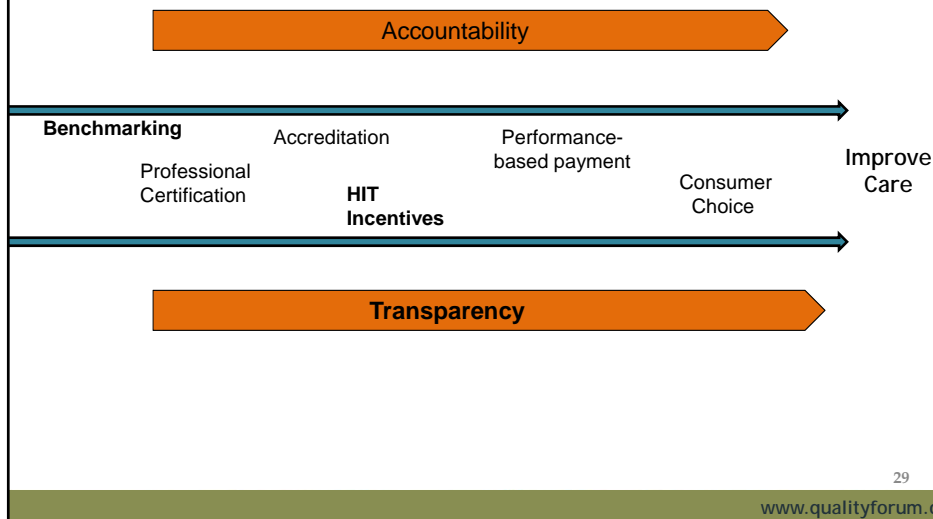 Accountability
Benchmarking
Accreditation
Performance-
based payment
Improve
Care
Professional
Certification
HIT
Incentives
Consumer
Choice
Transparency
29
www.qualityforum.